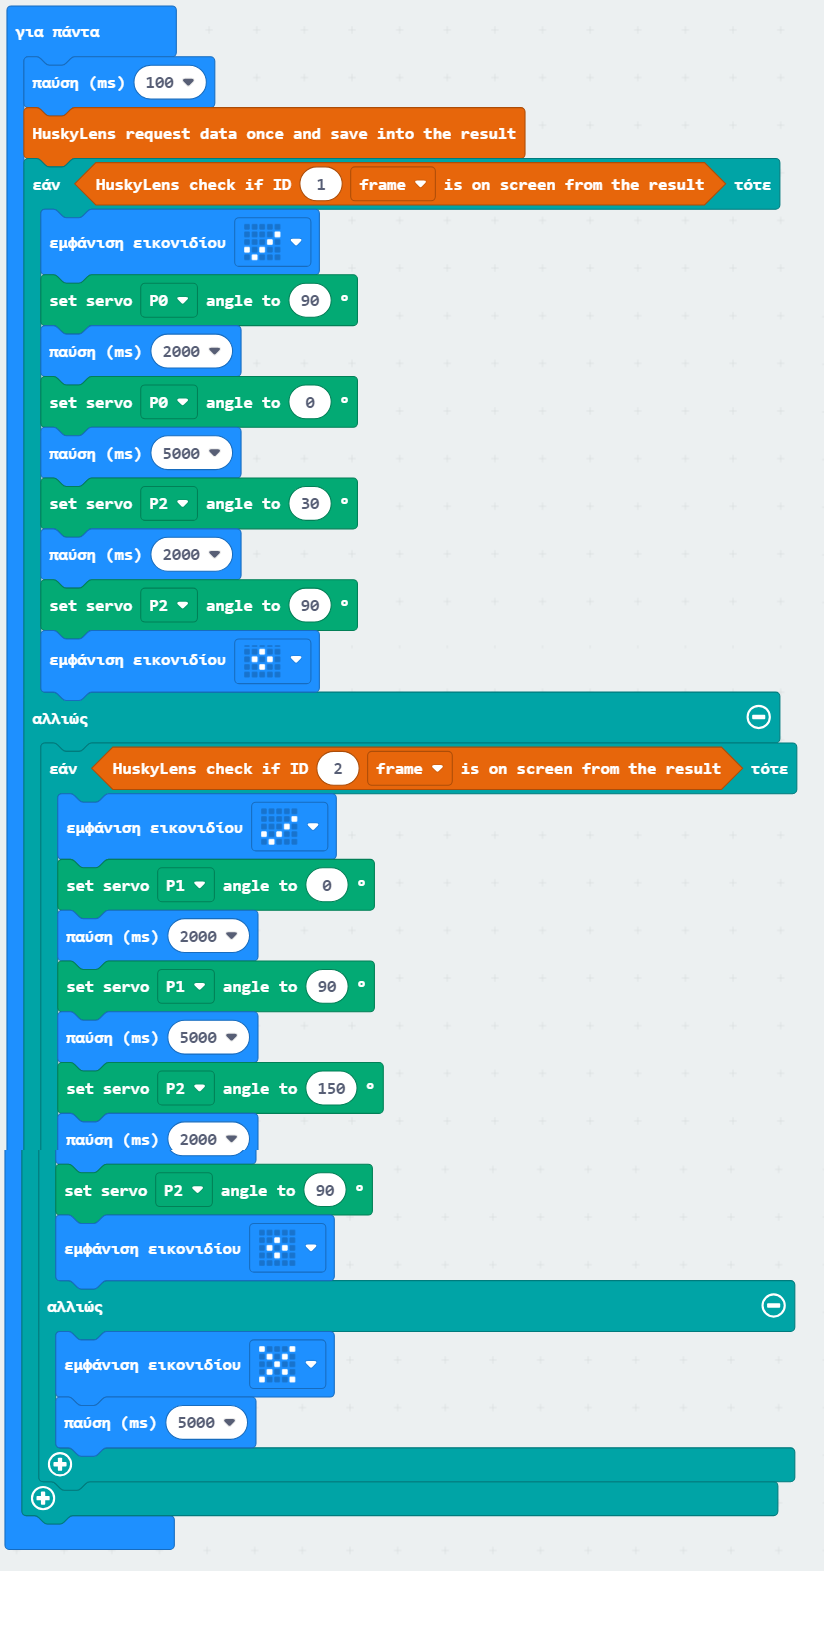 για πάντα
παύση (ms) 100
HuskyLens request data once and save into the result
εάν HuskyLens check if ID 1 frame is on screen from the result τότε
εμφάνιση εικονιδίου
set servo P0 angle to 90 °
παύση (ms) 2000
set servo P0 angle to 0 °
παύση (ms) 5000
set servo P2 angle to 30 °
παύση (ms) 2000
set servo P2 angle to 90 °
εμφάνιση εικονιδίου
αλλιώς
εάν HuskyLens check if ID 2 frame is on screen from the result τότε
εμφάνιση εικονιδίου
set servo P1 angle to 0 °
παύση (ms) 2000
set servo P1 angle to 90 °
παύση (ms) 5000
set servo P2 angle to 150 °
παύση (ms) 2000
set servo P2 angle to 90 °
εμφάνιση εικονιδίου
αλλιώς
εμφάνιση εικονιδίου
παύση (ms) 5000